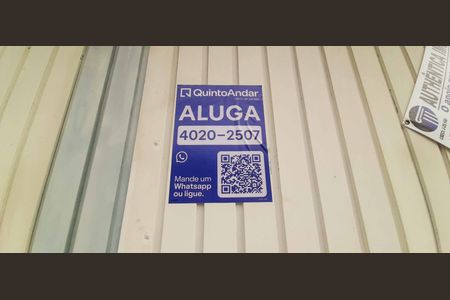 QuintoAndar
ALUGA
4020-2507
Mande um
Whatsapp
ou ligue.